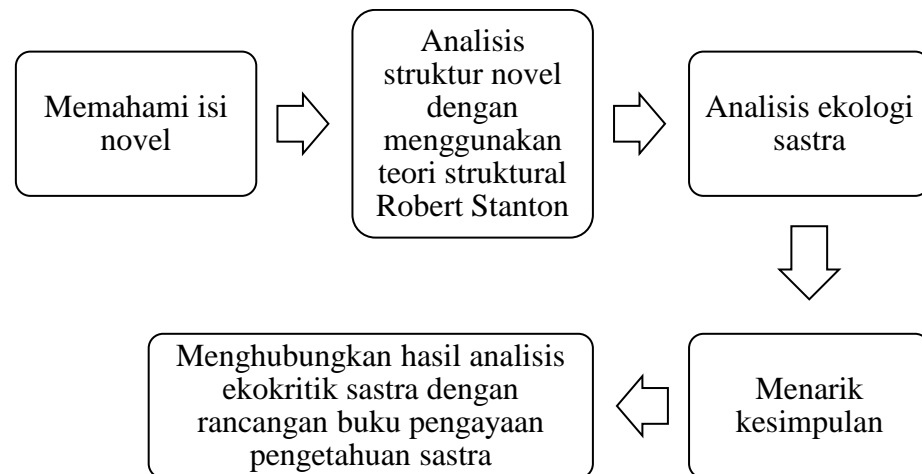 Memahami isi
novel
Analisis
struktur novel
dengan
menggunakan
teori struktural
Robert Stanton
Analisis ekologi
sastra
Menarik
kesimpulan
Menghubungkan hasil analisis
ekokritik sastra dengan
rancangan buku pengayaan
pengetahuan sastra